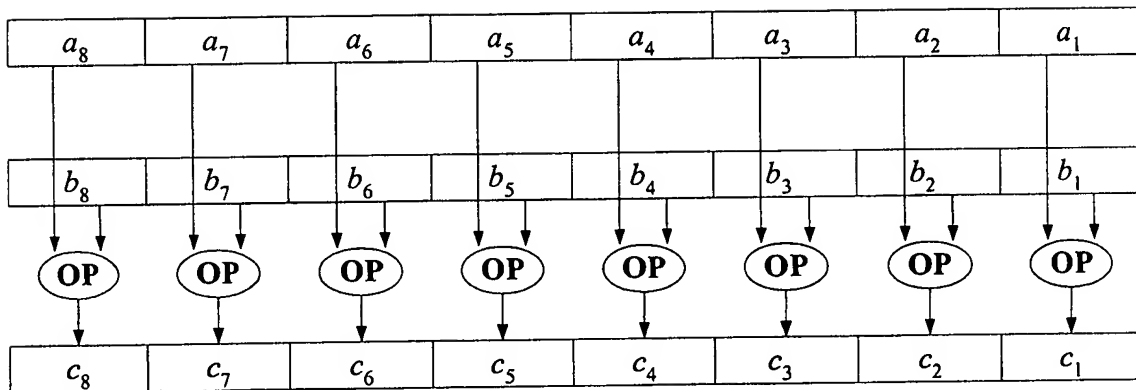 a₈ a₇ a₆ a₅ a₄ a₃ a₂ a₁
b₈ b₇ b₆ b₅ b₄ b₃ b₂ b₁
OP OP OP OP OP OP OP OP
c₈ c₇ c₆ c₅ c₄ c₃ c₂ c₁